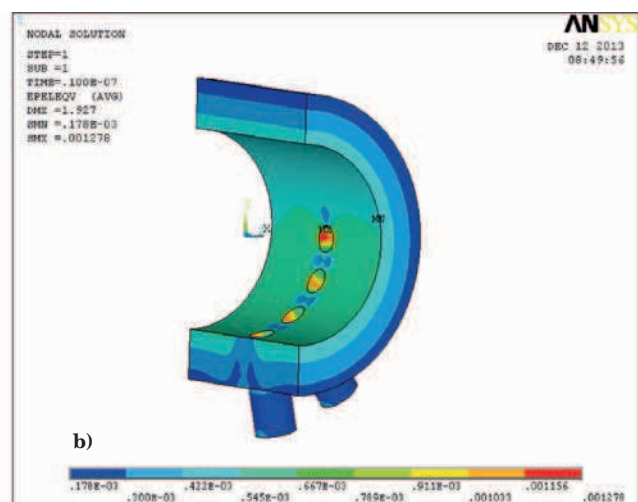 ANSYS
NODAL SOLUTION
DEC 12 2013
08:49:56
STEP=1
SUB =1
TIME=.100E-07
EPELEQV (AVG)
DMX =1.927
SMN =.178E-03
SMX =.001278
MX
b)
.178E-03 .422E-03 .667E-03 .911E-03 .001156
.300E-03 .545E-03 .789E-03 .001033 .001278